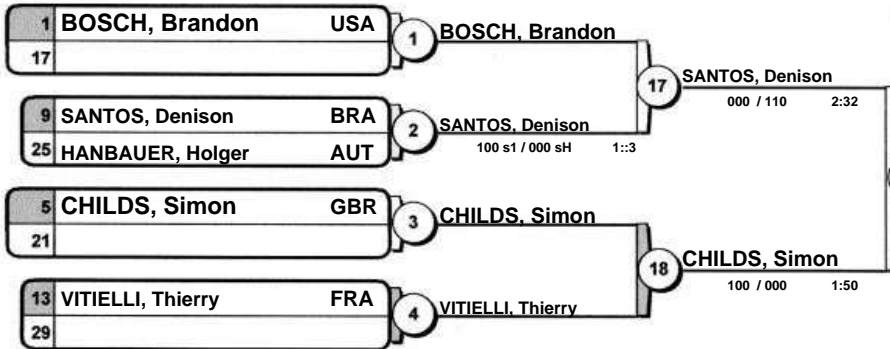 1 BOSCH, Brandon USA
17
1
BOSCH, Brandon
9 SANTOS, Denison BRA
25 HANBAUER, Holger AUT
2
SANTOS, Denison
100 s1 / 000 sH 1::3
17
SANTOS, Denison
000 / 110 2:32
5 CHILDS, Simon GBR
21
3
CHILDS, Simon
13 VITIELLI, Thierry FRA
29
4
VITIELLI, Thierry
18
CHILDS, Simon
100 / 000 1:50